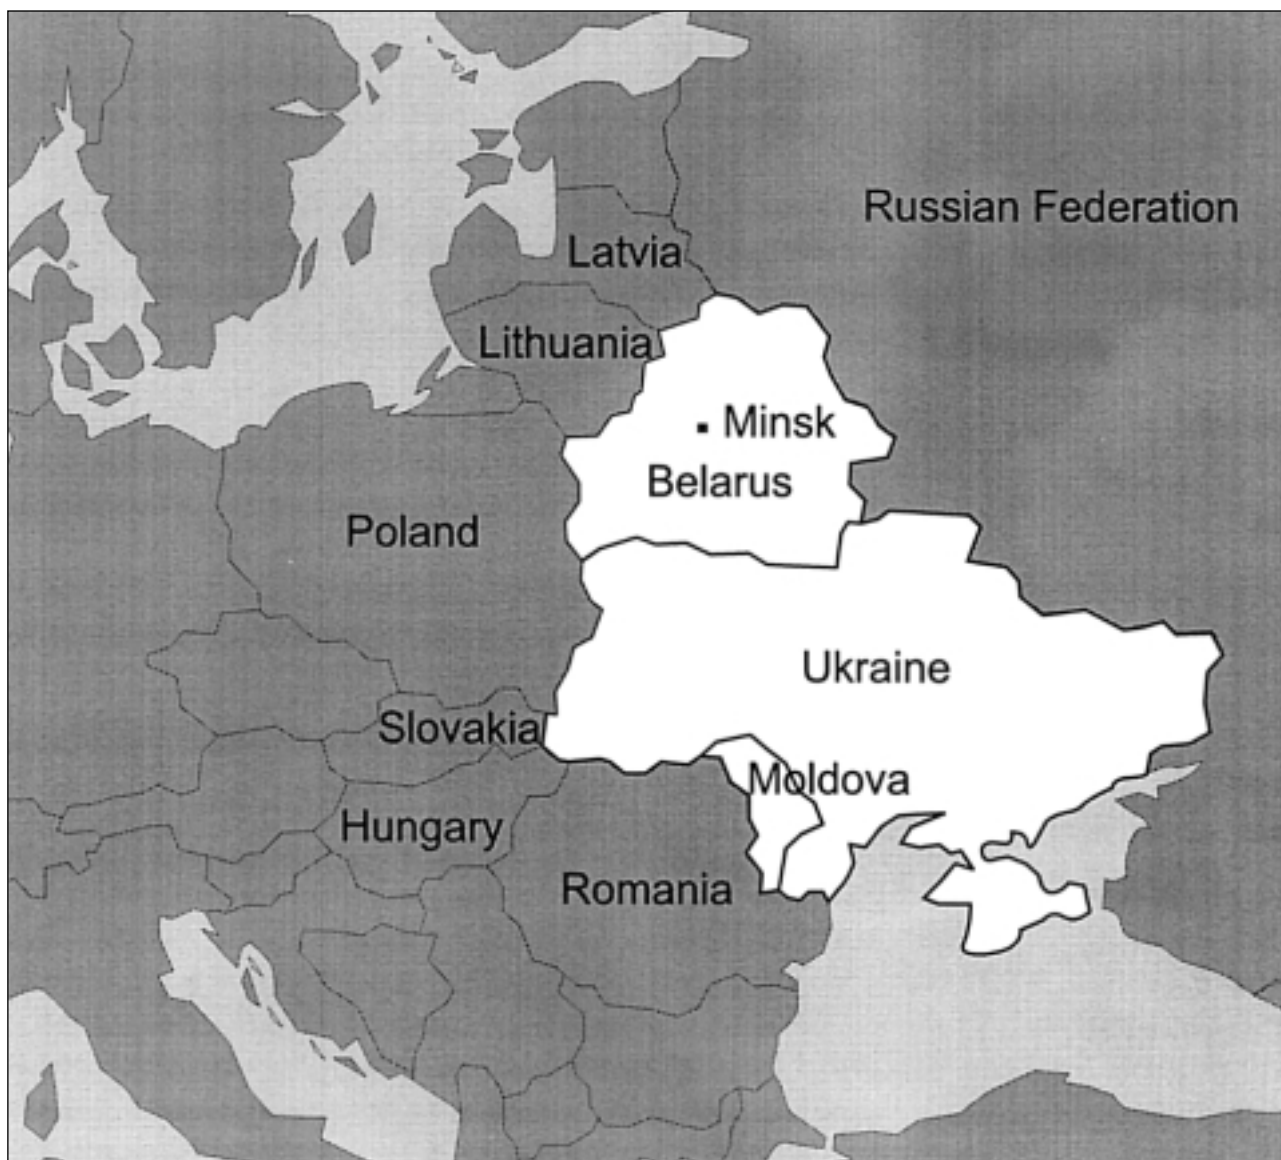 Russian Federation
Latvia
Lithuania
Minsk
Belarus
Poland
Ukraine
Slovakia
Moldova
Hungary
Romania